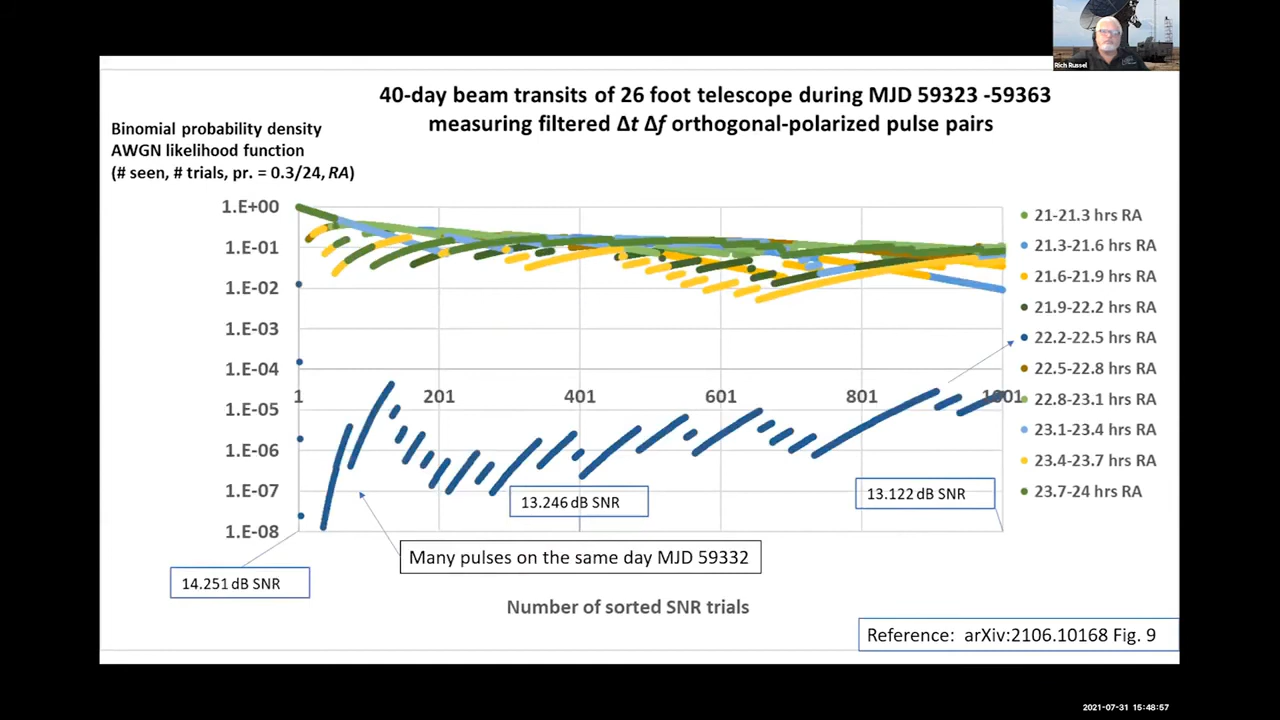 Rich Russel
40-day beam transits of 26 foot telescope during MJD 59323 -59363
measuring filtered Δt Δf orthogonal-polarized pulse pairs
Binomial probability density
AWGN likelihood function
(# seen, # trials, pr. = 0.3/24, RA)
1.E+00
1.E-01
1.E-02
1.E-03
1.E-04
1.E-05
1.E-06
1.E-07
1.E-08
1
201
401
601
801
1001
21-21.3 hrs RA
21.3-21.6 hrs RA
21.6-21.9 hrs RA
21.9-22.2 hrs RA
22.2-22.5 hrs RA
22.5-22.8 hrs RA
22.8-23.1 hrs RA
23.1-23.4 hrs RA
23.4-23.7 hrs RA
23.7-24 hrs RA
13.246 dB SNR
13.122 dB SNR
Many pulses on the same day MJD 59332
14.251 dB SNR
Number of sorted SNR trials
Reference: arXiv:2106.10168 Fig. 9
2021-07-31 15:48:57